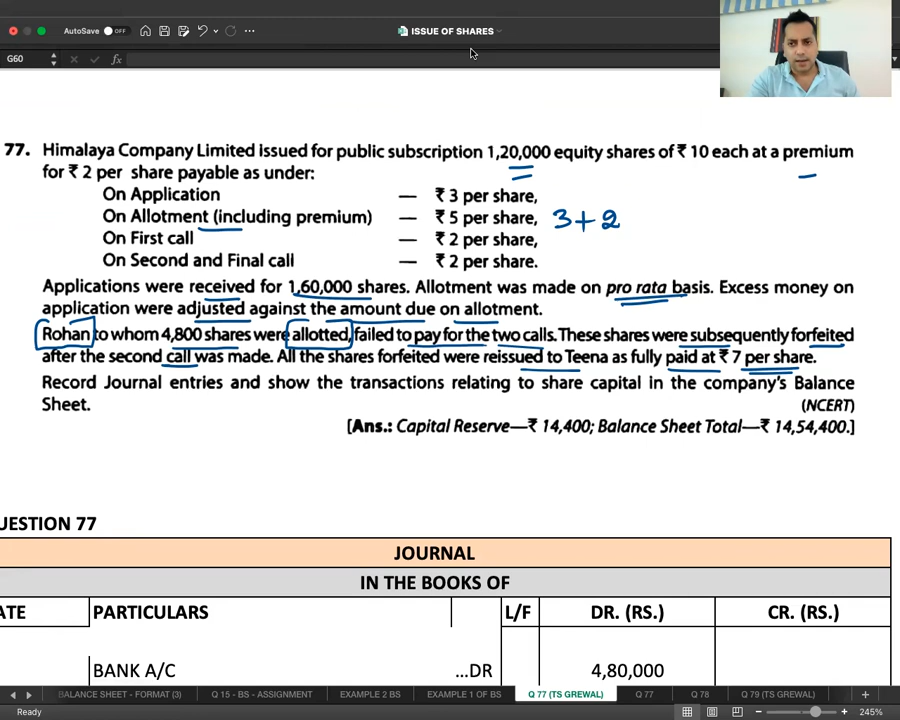 AutoSave OFF ISSUE OF SHARES
G60 fx
77. Himalaya Company Limited issued for public subscription 1,20,000 equity shares of ₹ 10 each at a premium
for ₹ 2 per share payable as under:
On Application — ₹ 3 per share,
On Allotment (including premium) — ₹ 5 per share, 3+2
On First call — ₹ 2 per share,
On Second and Final call — ₹ 2 per share.
Applications were received for 1,60,000 shares. Allotment was made on pro rata basis. Excess money on
application were adjusted against the amount due on allotment.
Rohan to whom 4,800 shares were allotted, failed to pay for the two calls. These shares were subsequently forfeited
after the second call was made. All the shares forfeited were reissued to Teena as fully paid at ₹ 7 per share.
Record Journal entries and show the transactions relating to share capital in the company's Balance
Sheet. (NCERT)
[Ans.: Capital Reserve—₹ 14,400; Balance Sheet Total—₹ 14,54,400.]
UESTION 77
JOURNAL
IN THE BOOKS OF
ATE PARTICULARS L/F DR. (RS.) CR. (RS.)
BANK A/C ...DR 4,80,000
BALANCE SHEET - FORMAT (3) Q 15 - BS - ASSIGNMENT EXAMPLE 2 BS EXAMPLE 1 OF BS Q 77 (TS GREWAL) Q 77 Q 78 Q 79 (TS GREWAL) +
Ready 245%